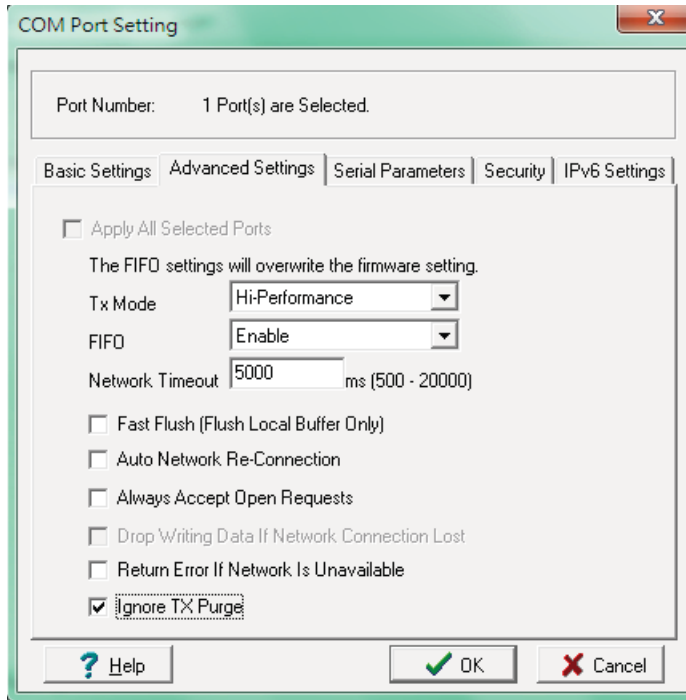 COM Port Setting
Port Number: 1 Port(s) are Selected.
Basic Settings Advanced Settings Serial Parameters Security IPv6 Settings
Apply All Selected Ports
The FIFO settings will overwrite the firmware setting.
Tx Mode Hi-Performance
FIFO Enable
Network Timeout 5000 ms (500 - 20000)
Fast Flush (Flush Local Buffer Only)
Auto Network Re-Connection
Always Accept Open Requests
Drop Writing Data If Network Connection Lost
Return Error If Network Is Unavailable
Ignore TX Purge
? Help OK Cancel